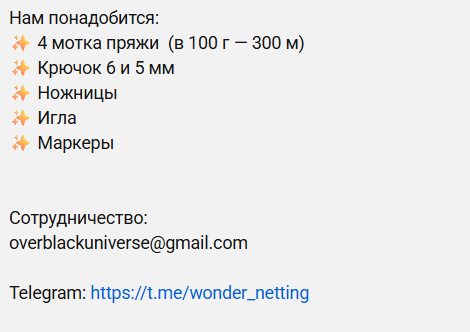 Нам понадобится:
✨ 4 мотка пряжи (в 100 г — 300 м)
✨ Крючок 6 и 5 мм
✨ Ножницы
✨ Игла
✨ Маркеры
Сотрудничество:
overblackuniverse@gmail.com
Telegram: https://t.me/wonder_netting